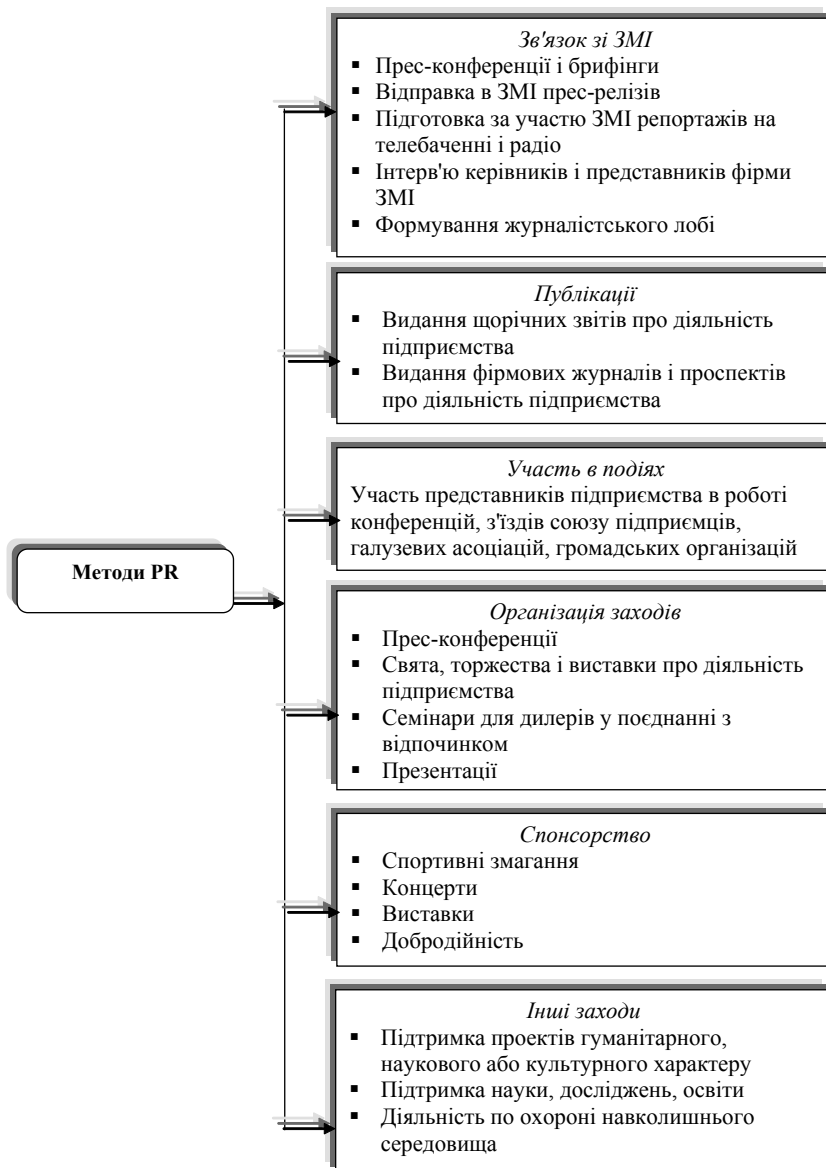 Зв'язок зі ЗМІ
▪ Прес-конференції і брифінги
▪ Відправка в ЗМІ прес-релізів
▪ Підготовка за участю ЗМІ репортажів на
телебаченні і радіо
▪ Інтерв'ю керівників і представників фірми
ЗМІ
▪ Формування журналістського лобі
Публікації
▪ Видання щорічних звітів про діяльність
підприємства
▪ Видання фірмових журналів і проспектів
про діяльність підприємства
Участь в подіях
Участь представників підприємства в роботі
конференцій, з'їздів союзу підприємців,
галузевих асоціацій, громадських організацій
Методи PR
Організація заходів
▪ Прес-конференції
▪ Свята, торжества і виставки про діяльність
підприємства
▪ Семінари для дилерів у поєднанні з
відпочинком
▪ Презентації
Спонсорство
▪ Спортивні змагання
▪ Концерти
▪ Виставки
▪ Добродійність
Інші заходи
▪ Підтримка проектів гуманітарного,
наукового або культурного характеру
▪ Підтримка науки, досліджень, освіти
▪ Діяльність по охороні навколишнього
середовища